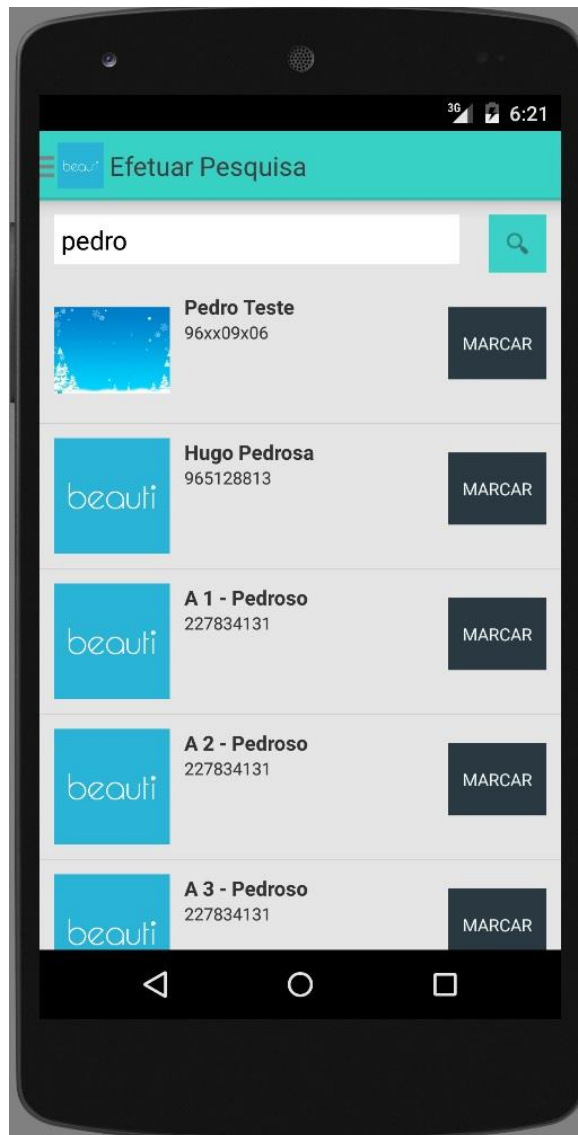 3G 6:21
beauti Efetuar Pesquisa
pedro
Pedro Teste
96xx09x06
MARCAR
beauti
Hugo Pedrosa
965128813
MARCAR
beauti
A 1 - Pedroso
227834131
MARCAR
beauti
A 2 - Pedroso
227834131
MARCAR
beauti
A 3 - Pedroso
227834131
MARCAR